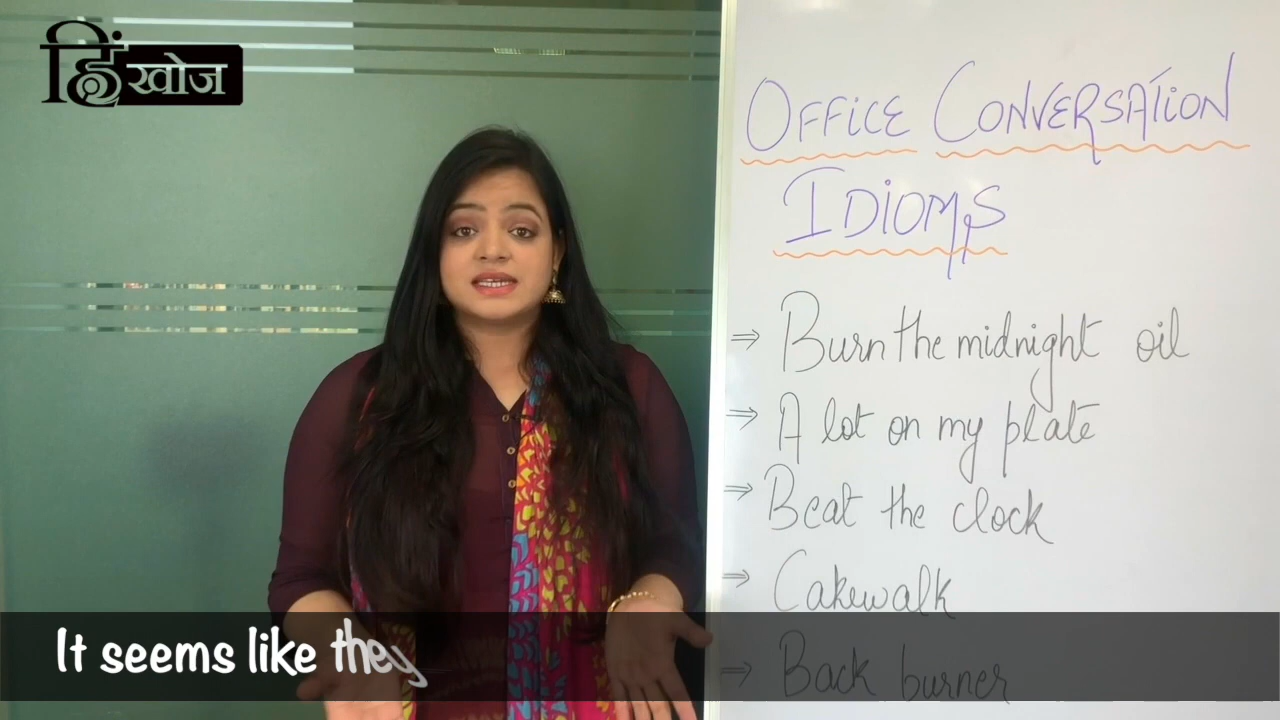 हिंखोज
OFFICE CONVERSATION
IDIOMS
⇒ Burn the midnight oil
⇒ A lot on my plate
⇒ Beat the clock
⇒ Cakewalk
⇒ Back burner
It seems like they